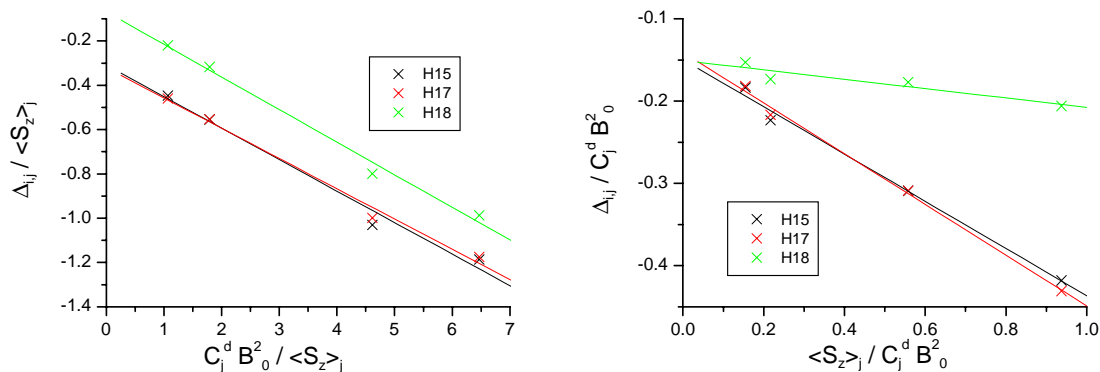 -0.2
-0.4
-0.6
-0.8
-1.0
-1.2
-1.4
0 1 2 3 4 5 6 7
Δi,j / <Sz>j
Cjd B20 / <Sz>j
H15
H17
H18
-0.1
-0.2
-0.3
-0.4
0.0 0.2 0.4 0.6 0.8 1.0
Δi,j / Cjd B20
<Sz>j / Cjd B20
H15
H17
H18